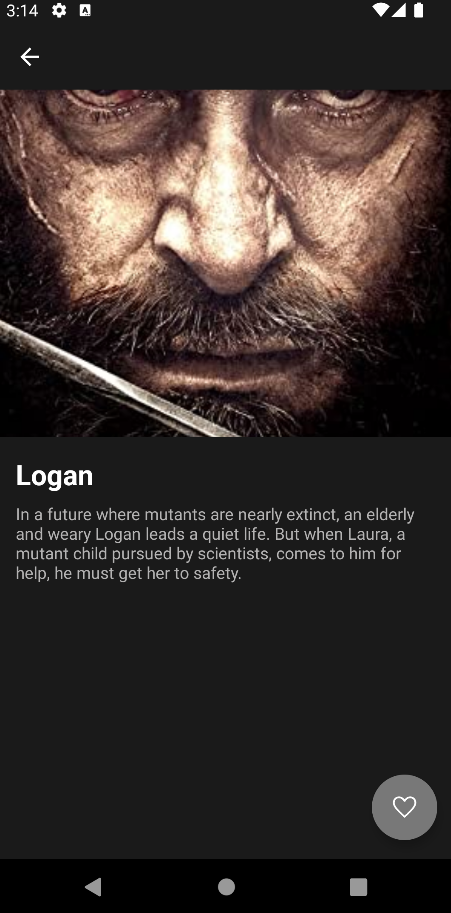 3:14
A
Logan
In a future where mutants are nearly extinct, an elderly
and weary Logan leads a quiet life. But when Laura, a
mutant child pursued by scientists, comes to him for
help, he must get her to safety.